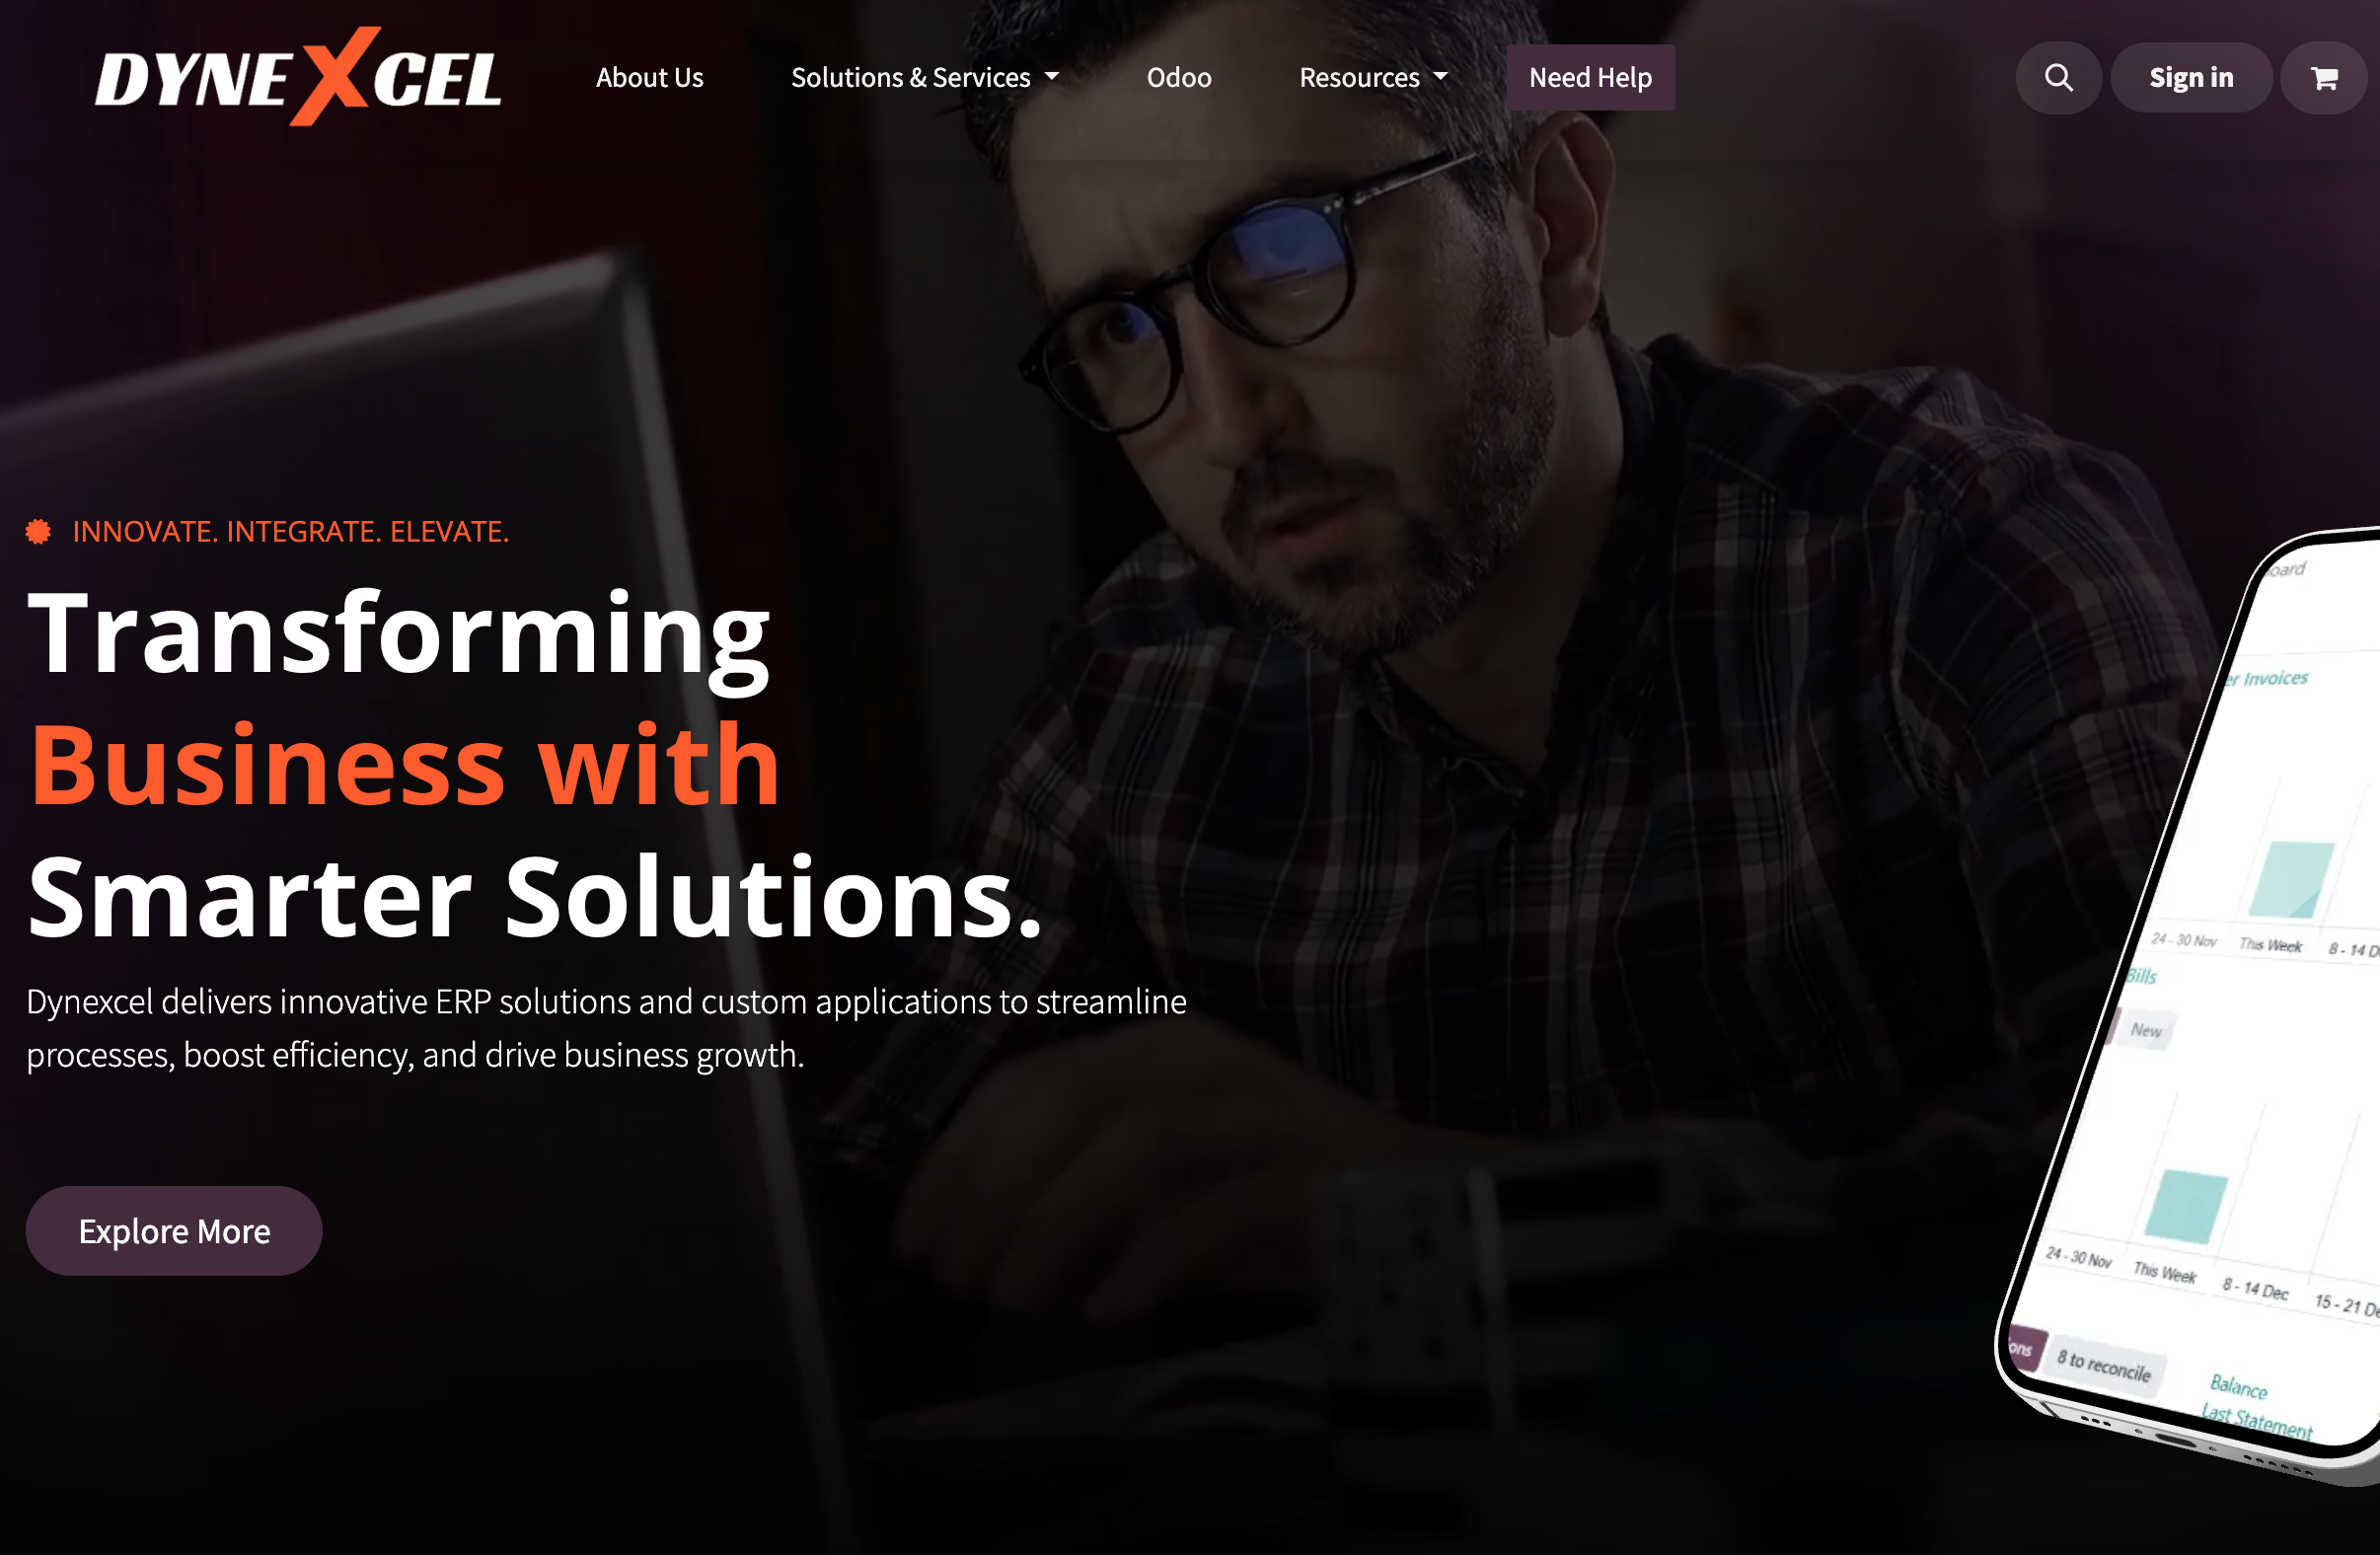 DYNEXCEL
About Us
Solutions & Services
Odoo
Resources
Need Help
Sign in
INNOVATE. INTEGRATE. ELEVATE.
Transforming
Business with
Smarter Solutions.
Dynexcel delivers innovative ERP solutions and custom applications to streamline
processes, boost efficiency, and drive business growth.
Explore More
Invoices
24 - 30 Nov This Week 8 - 14
Bills
New
24 - 30 Nov This Week 8 - 14 Dec 15 - 21
8 to reconcile
Balance
Last Statement